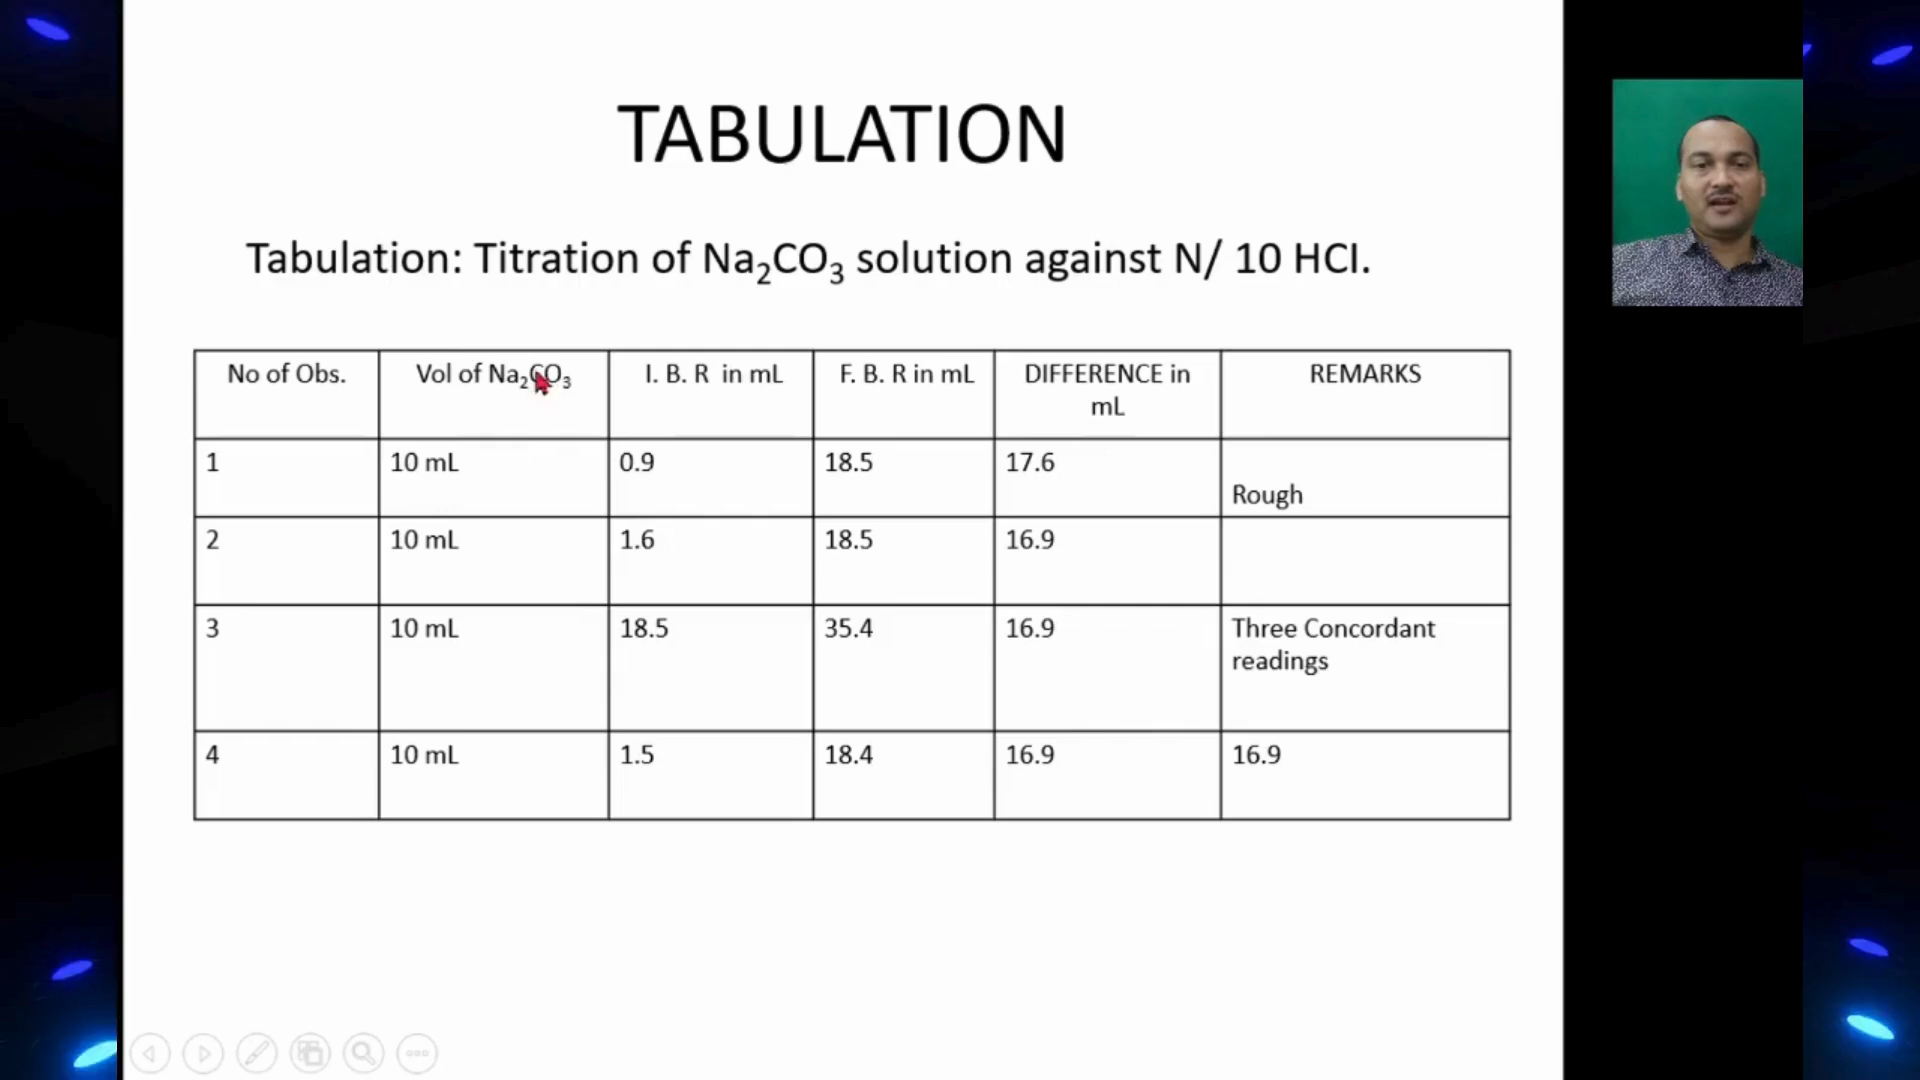 TABULATION
Tabulation: Titration of Na₂CO₃ solution against N/ 10 HCl.
No of Obs. Vol of Na₂CO₃ I. B. R in mL F. B. R in mL DIFFERENCE in mL REMARKS
1 10 mL 0.9 18.5 17.6 Rough
2 10 mL 1.6 18.5 16.9
3 10 mL 18.5 35.4 16.9 Three Concordant readings
4 10 mL 1.5 18.4 16.9 16.9